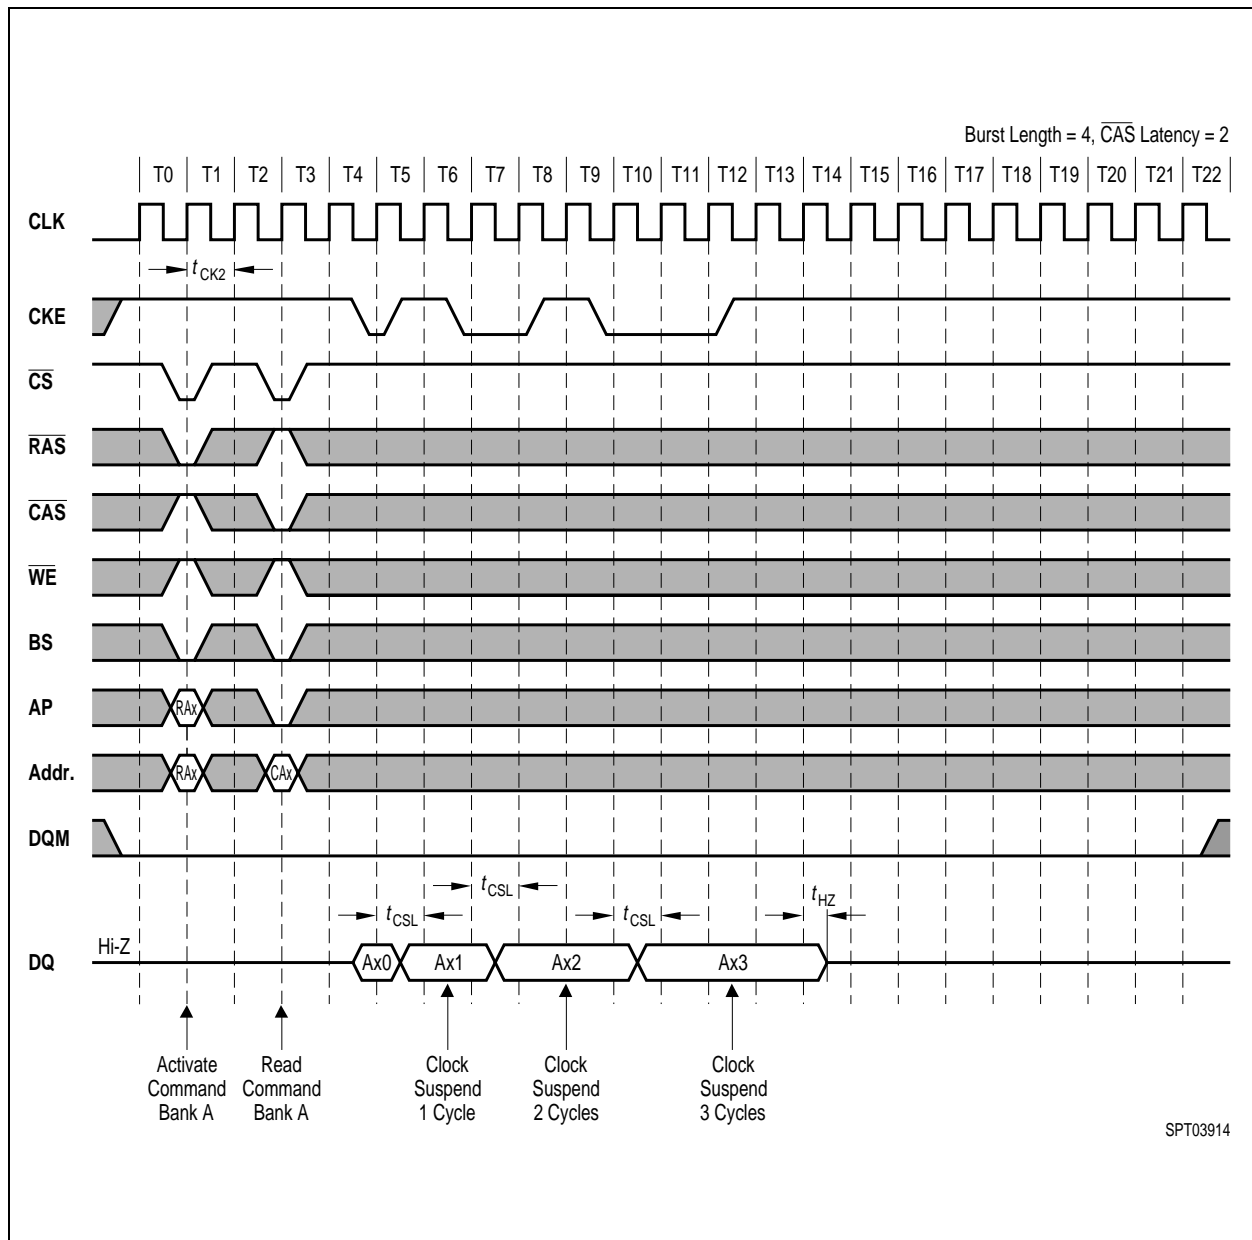 Burst Length = 4, CAS Latency = 2
T0 T1 T2 T3 T4 T5 T6 T7 T8 T9 T10 T11 T12 T13 T14 T15 T16 T17 T18 T19 T20 T21 T22
CLK
tCK2
CKE
CS
RAS
CAS
WE
BS
AP RAx
Addr. RAx CAx
DQM
tCSL tCSL tCSL tHZ
Hi-Z
DQ Ax0 Ax1 Ax2 Ax3
Activate Read Clock Clock Clock
Command Command Suspend Suspend Suspend
Bank A Bank A 1 Cycle 2 Cycles 3 Cycles
SPT03914